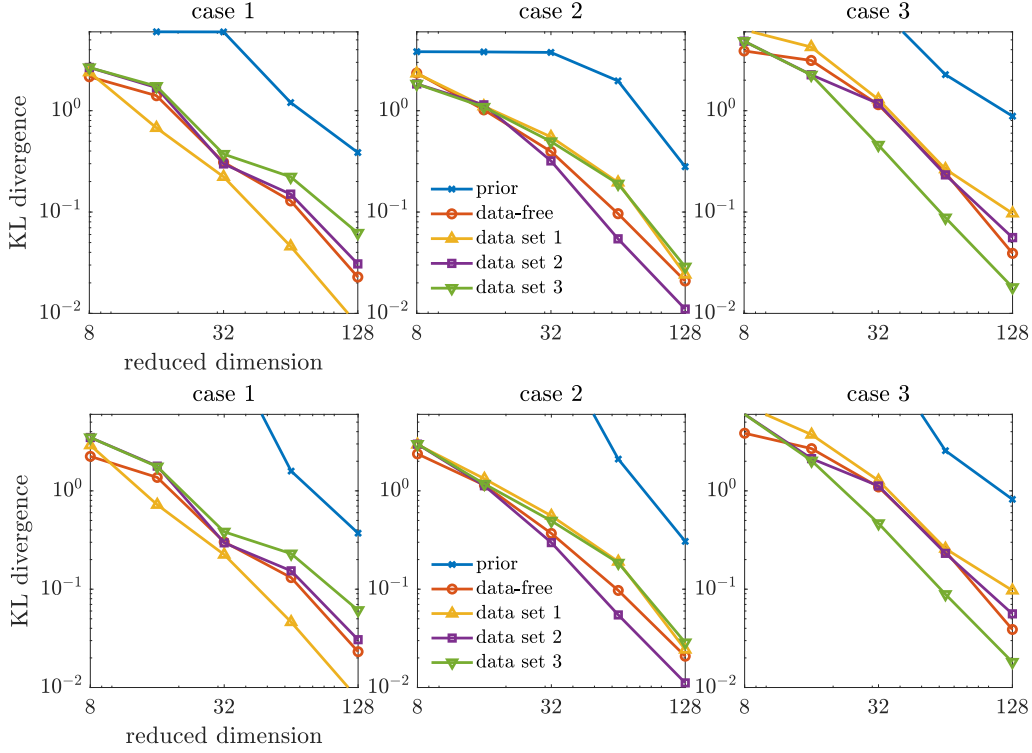 case 1
case 2
case 3
KL divergence
10^0
10^-1
10^-2
8
32
128
reduced dimension
10^0
10^-1
10^-2
8
32
128
prior
data-free
data set 1
data set 2
data set 3
10^0
10^-1
10^-2
8
32
128
case 1
case 2
case 3
KL divergence
10^0
10^-1
10^-2
8
32
128
reduced dimension
10^0
10^-1
10^-2
8
32
128
prior
data-free
data set 1
data set 2
data set 3
10^0
10^-1
10^-2
8
32
128